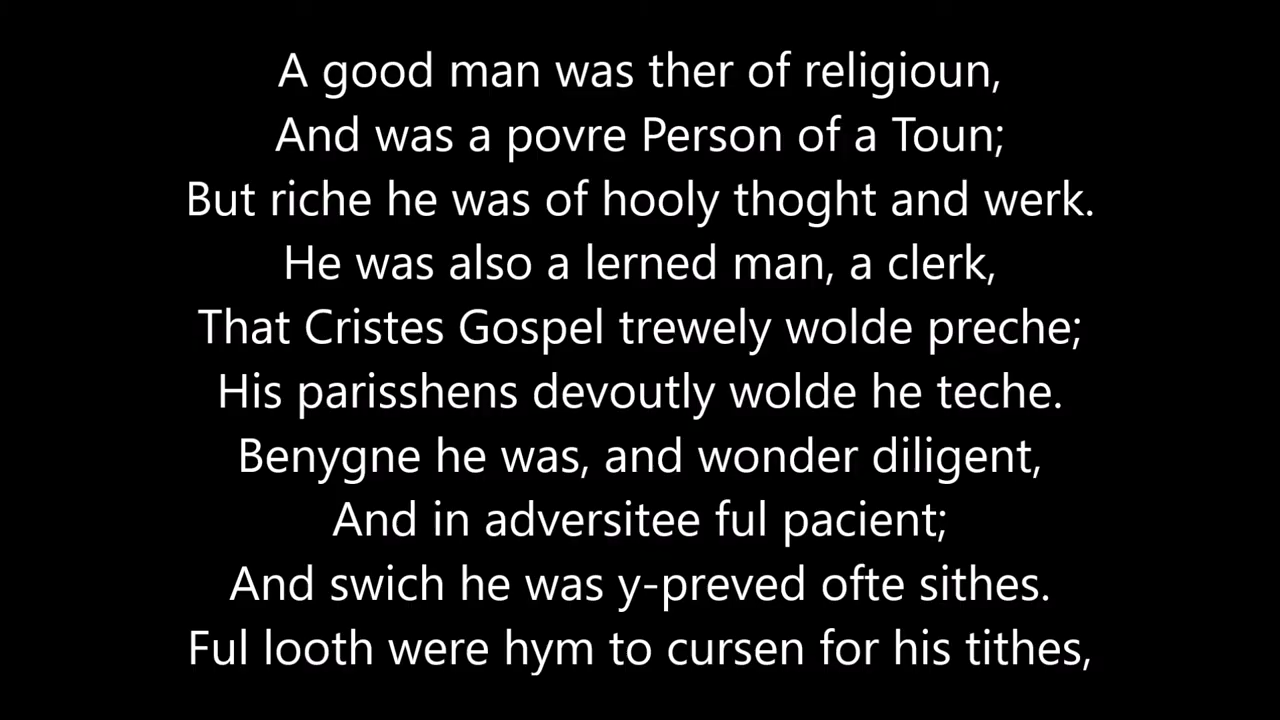 A good man was ther of religioun,
And was a povre Person of a Toun;
But riche he was of hooly thoght and werk.
He was also a lerned man, a clerk,
That Cristes Gospel trewely wolde preche;
His parisshens devoutly wolde he teche.
Benygne he was, and wonder diligent,
And in adversitee ful pacient;
And swich he was y-preved ofte sithes.
Ful looth were hym to cursen for his tithes,